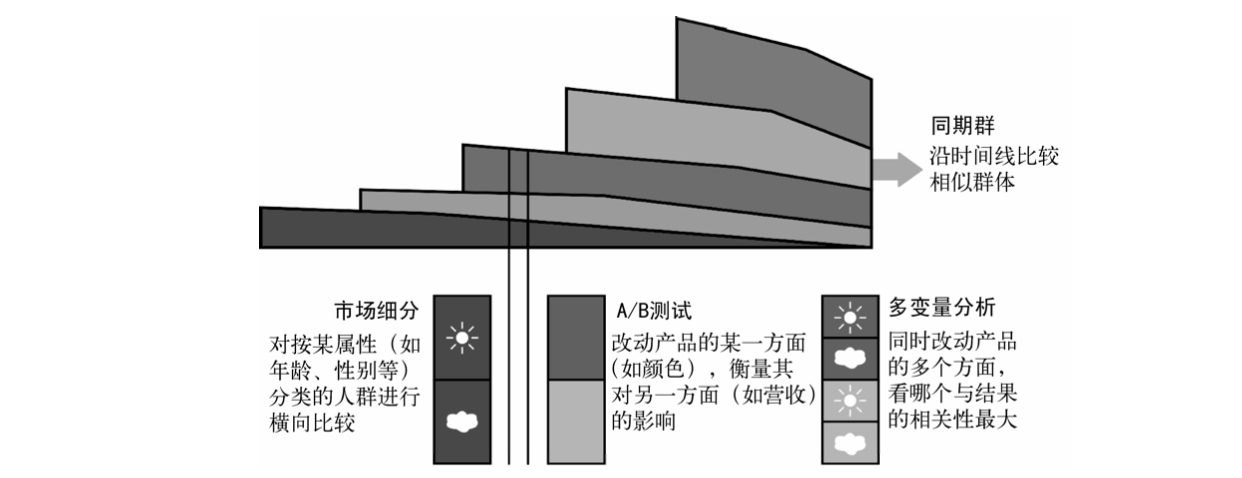 同期群
沿时间线比较
相似群体
市场细分
对按某属性（如
年龄、性别等）
分类的人群进行
横向比较
A/B测试
改动产品的某一方面
（如颜色），衡量其
对另一方面（如营收）
的影响
多变量分析
同时改动产品
的多个方面，
看哪个与结果
的相关性最大